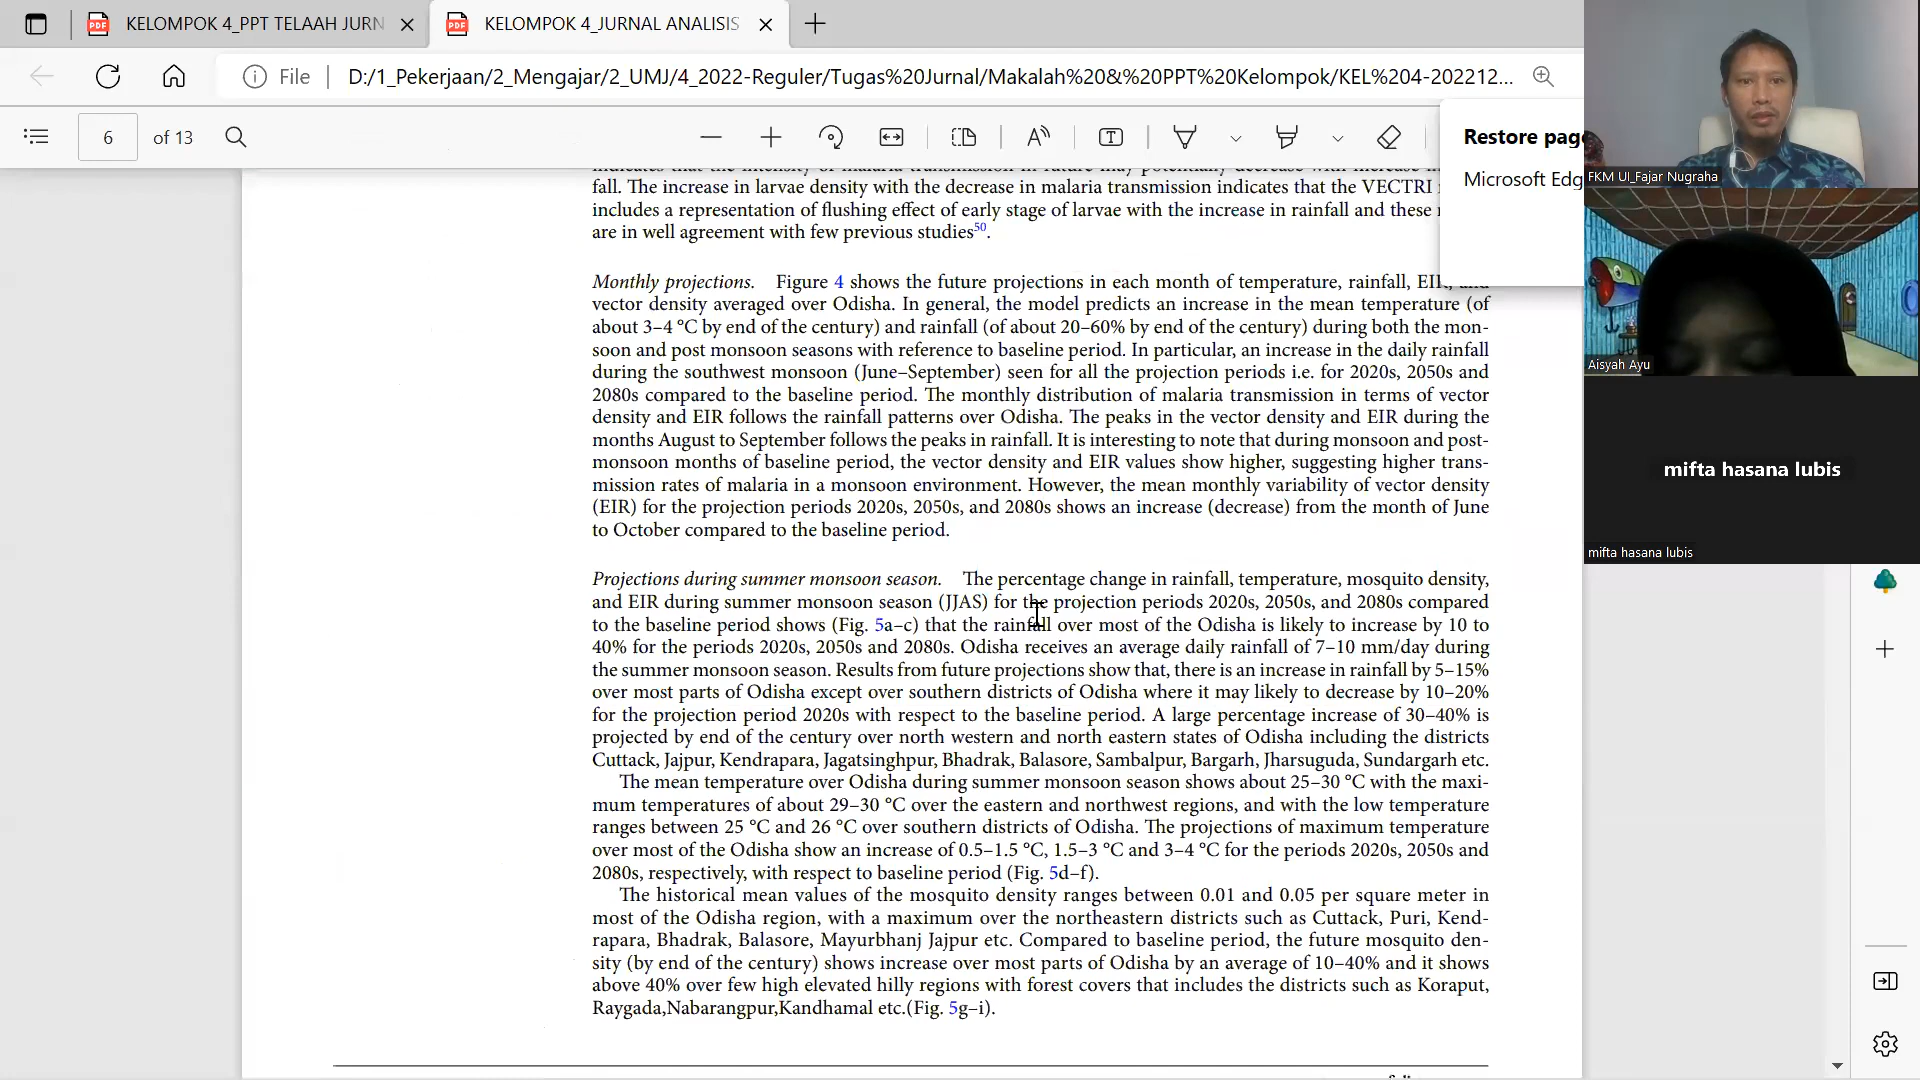 KELOMPOK 4_PPT TELAAH JURN
KELOMPOK 4_JURNAL ANALISIS
File
D:/1_Pekerjaan/2_Mengajar/2_UMJ/4_2022-Reguler/Tugas%20Jurnal/Makalah%20&%20PPT%20Kelompok/KEL%204-202212...
6 of 13
Restore pag
Microsoft Edg
indicates that the intensity of malaria transmission in future may potentially decrease with increase in
fall. The increase in larvae density with the decrease in malaria transmission indicates that the VECTRI
includes a representation of flushing effect of early stage of larvae with the increase in rainfall and these
are in well agreement with few previous studies50.
Monthly projections. Figure 4 shows the future projections in each month of temperature, rainfall, EIR, and
vector density averaged over Odisha. In general, the model predicts an increase in the mean temperature (of
about 3–4 °C by end of the century) and rainfall (of about 20–60% by end of the century) during both the mon-
soon and post monsoon seasons with reference to baseline period. In particular, an increase in the daily rainfall
during the southwest monsoon (June–September) seen for all the projection periods i.e. for 2020s, 2050s and
2080s compared to the baseline period. The monthly distribution of malaria transmission in terms of vector
density and EIR follows the rainfall patterns over Odisha. The peaks in the vector density and EIR during the
months August to September follows the peaks in rainfall. It is interesting to note that during monsoon and post-
monsoon months of baseline period, the vector density and EIR values show higher, suggesting higher trans-
mission rates of malaria in a monsoon environment. However, the mean monthly variability of vector density
(EIR) for the projection periods 2020s, 2050s, and 2080s shows an increase (decrease) from the month of June
to October compared to the baseline period.
Projections during summer monsoon season. The percentage change in rainfall, temperature, mosquito density,
and EIR during summer monsoon season (JJAS) for the projection periods 2020s, 2050s, and 2080s compared
to the baseline period shows (Fig. 5a–c) that the rainfall over most of the Odisha is likely to increase by 10 to
40% for the periods 2020s, 2050s and 2080s. Odisha receives an average daily rainfall of 7–10 mm/day during
the summer monsoon season. Results from future projections show that, there is an increase in rainfall by 5–15%
over most parts of Odisha except over southern districts of Odisha where it may likely to decrease by 10–20%
for the projection period 2020s with respect to the baseline period. A large percentage increase of 30–40% is
projected by end of the century over north western and north eastern states of Odisha including the districts
Cuttack, Jajpur, Kendrapara, Jagatsinghpur, Bhadrak, Balasore, Sambalpur, Bargarh, Jharsuguda, Sundargarh etc.
The mean temperature over Odisha during summer monsoon season shows about 25–30 °C with the maxi-
mum temperatures of about 29–30 °C over the eastern and northwest regions, and with the low temperature
ranges between 25 °C and 26 °C over southern districts of Odisha. The projections of maximum temperature
over most of the Odisha show an increase of 0.5–1.5 °C, 1.5–3 °C and 3–4 °C for the periods 2020s, 2050s and
2080s, respectively, with respect to baseline period (Fig. 5d–f).
The historical mean values of the mosquito density ranges between 0.01 and 0.05 per square meter in
most of the Odisha region, with a maximum over the northeastern districts such as Cuttack, Puri, Kend-
rapara, Bhadrak, Balasore, Mayurbhanj Jajpur etc. Compared to baseline period, the future mosquito den-
sity (by end of the century) shows increase over most parts of Odisha by an average of 10–40% and it shows
above 40% over few high elevated hilly regions with forest covers that includes the districts such as Koraput,
Raygada,Nabarangpur,Kandhamal etc.(Fig. 5g–i).
FKM UI_Fajar Nugraha
Aisyah Ayu
mifta hasana lubis
mifta hasana lubis